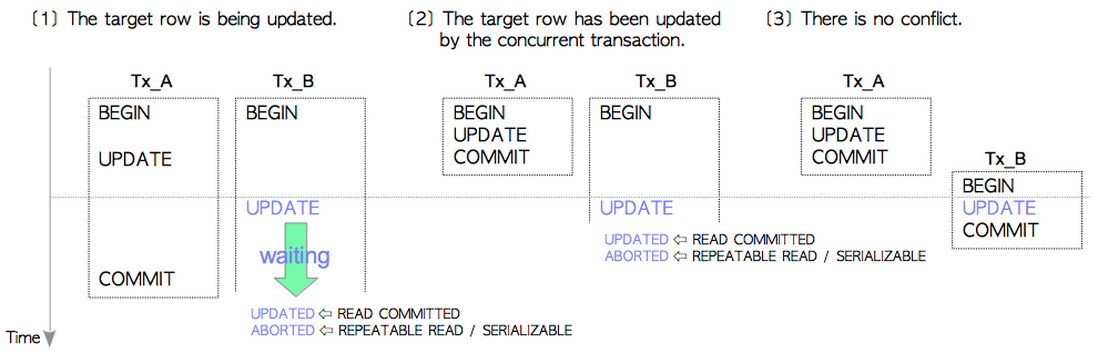 (1) The target row is being updated.
(2) The target row has been updated
by the concurrent transaction.
(3) There is no conflict.
Tx_A
Tx_B
BEGIN
BEGIN
UPDATE
UPDATE
waiting
COMMIT
UPDATED ⇦ READ COMMITTED
ABORTED ⇦ REPEATABLE READ / SERIALIZABLE
Tx_A
Tx_B
BEGIN
UPDATE
COMMIT
BEGIN
UPDATE
UPDATED ⇦ READ COMMITTED
ABORTED ⇦ REPEATABLE READ / SERIALIZABLE
Tx_A
BEGIN
UPDATE
COMMIT
Tx_B
BEGIN
UPDATE
COMMIT
Time